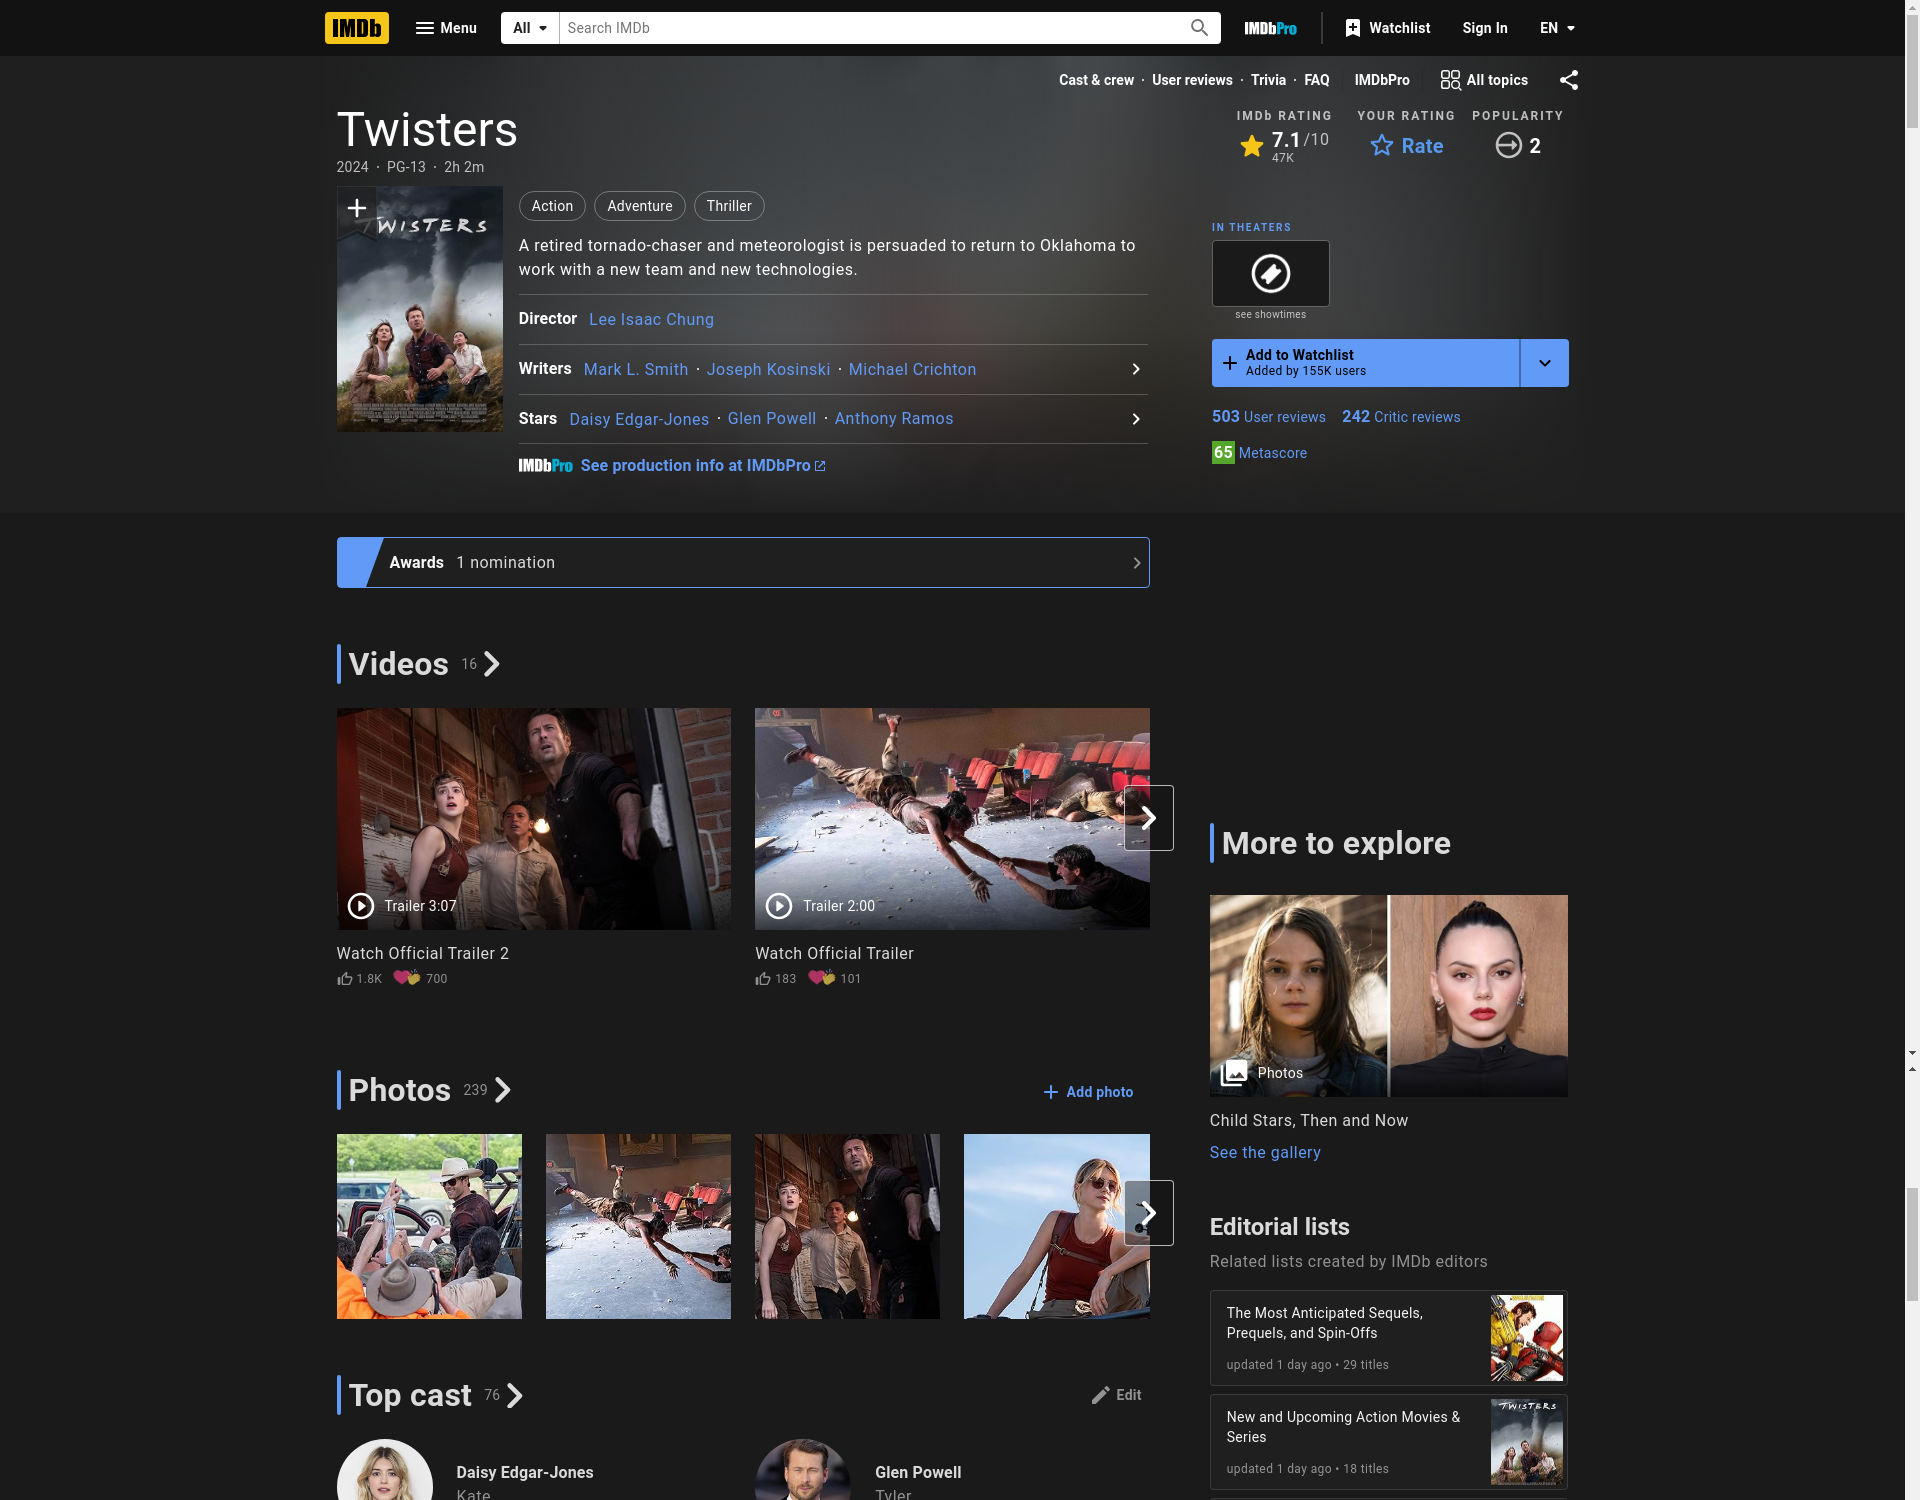 IMDb
Menu
All
Search IMDb
IMDbPro
Watchlist
Sign In
EN
Cast & crew · User reviews · Trivia · FAQ
IMDbPro
All topics
Twisters
2024 · PG-13 · 2h 2m
IMDb RATING
7.1/10
47K
YOUR RATING
Rate
POPULARITY
2
TWISTERS
Action
Adventure
Thriller
A retired tornado-chaser and meteorologist is persuaded to return to Oklahoma to
work with a new team and new technologies.
Director Lee Isaac Chung
Writers Mark L. Smith · Joseph Kosinski · Michael Crichton
Stars Daisy Edgar-Jones · Glen Powell · Anthony Ramos
IMDbPro See production info at IMDbPro
IN THEATERS
see showtimes
Add to Watchlist
Added by 155K users
503 User reviews 242 Critic reviews
65 Metascore
Awards 1 nomination
Videos 16
Trailer 3:07
Watch Official Trailer 2
1.8K 700
Trailer 2:00
Watch Official Trailer
183 101
Photos 239
Add photo
Top cast 76
Edit
Daisy Edgar-Jones
Kate
Glen Powell
Tyler
More to explore
Photos
Child Stars, Then and Now
See the gallery
Editorial lists
Related lists created by IMDb editors
The Most Anticipated Sequels,
Prequels, and Spin-Offs
updated 1 day ago • 29 titles
New and Upcoming Action Movies &
Series
updated 1 day ago • 18 titles
TWISTERS